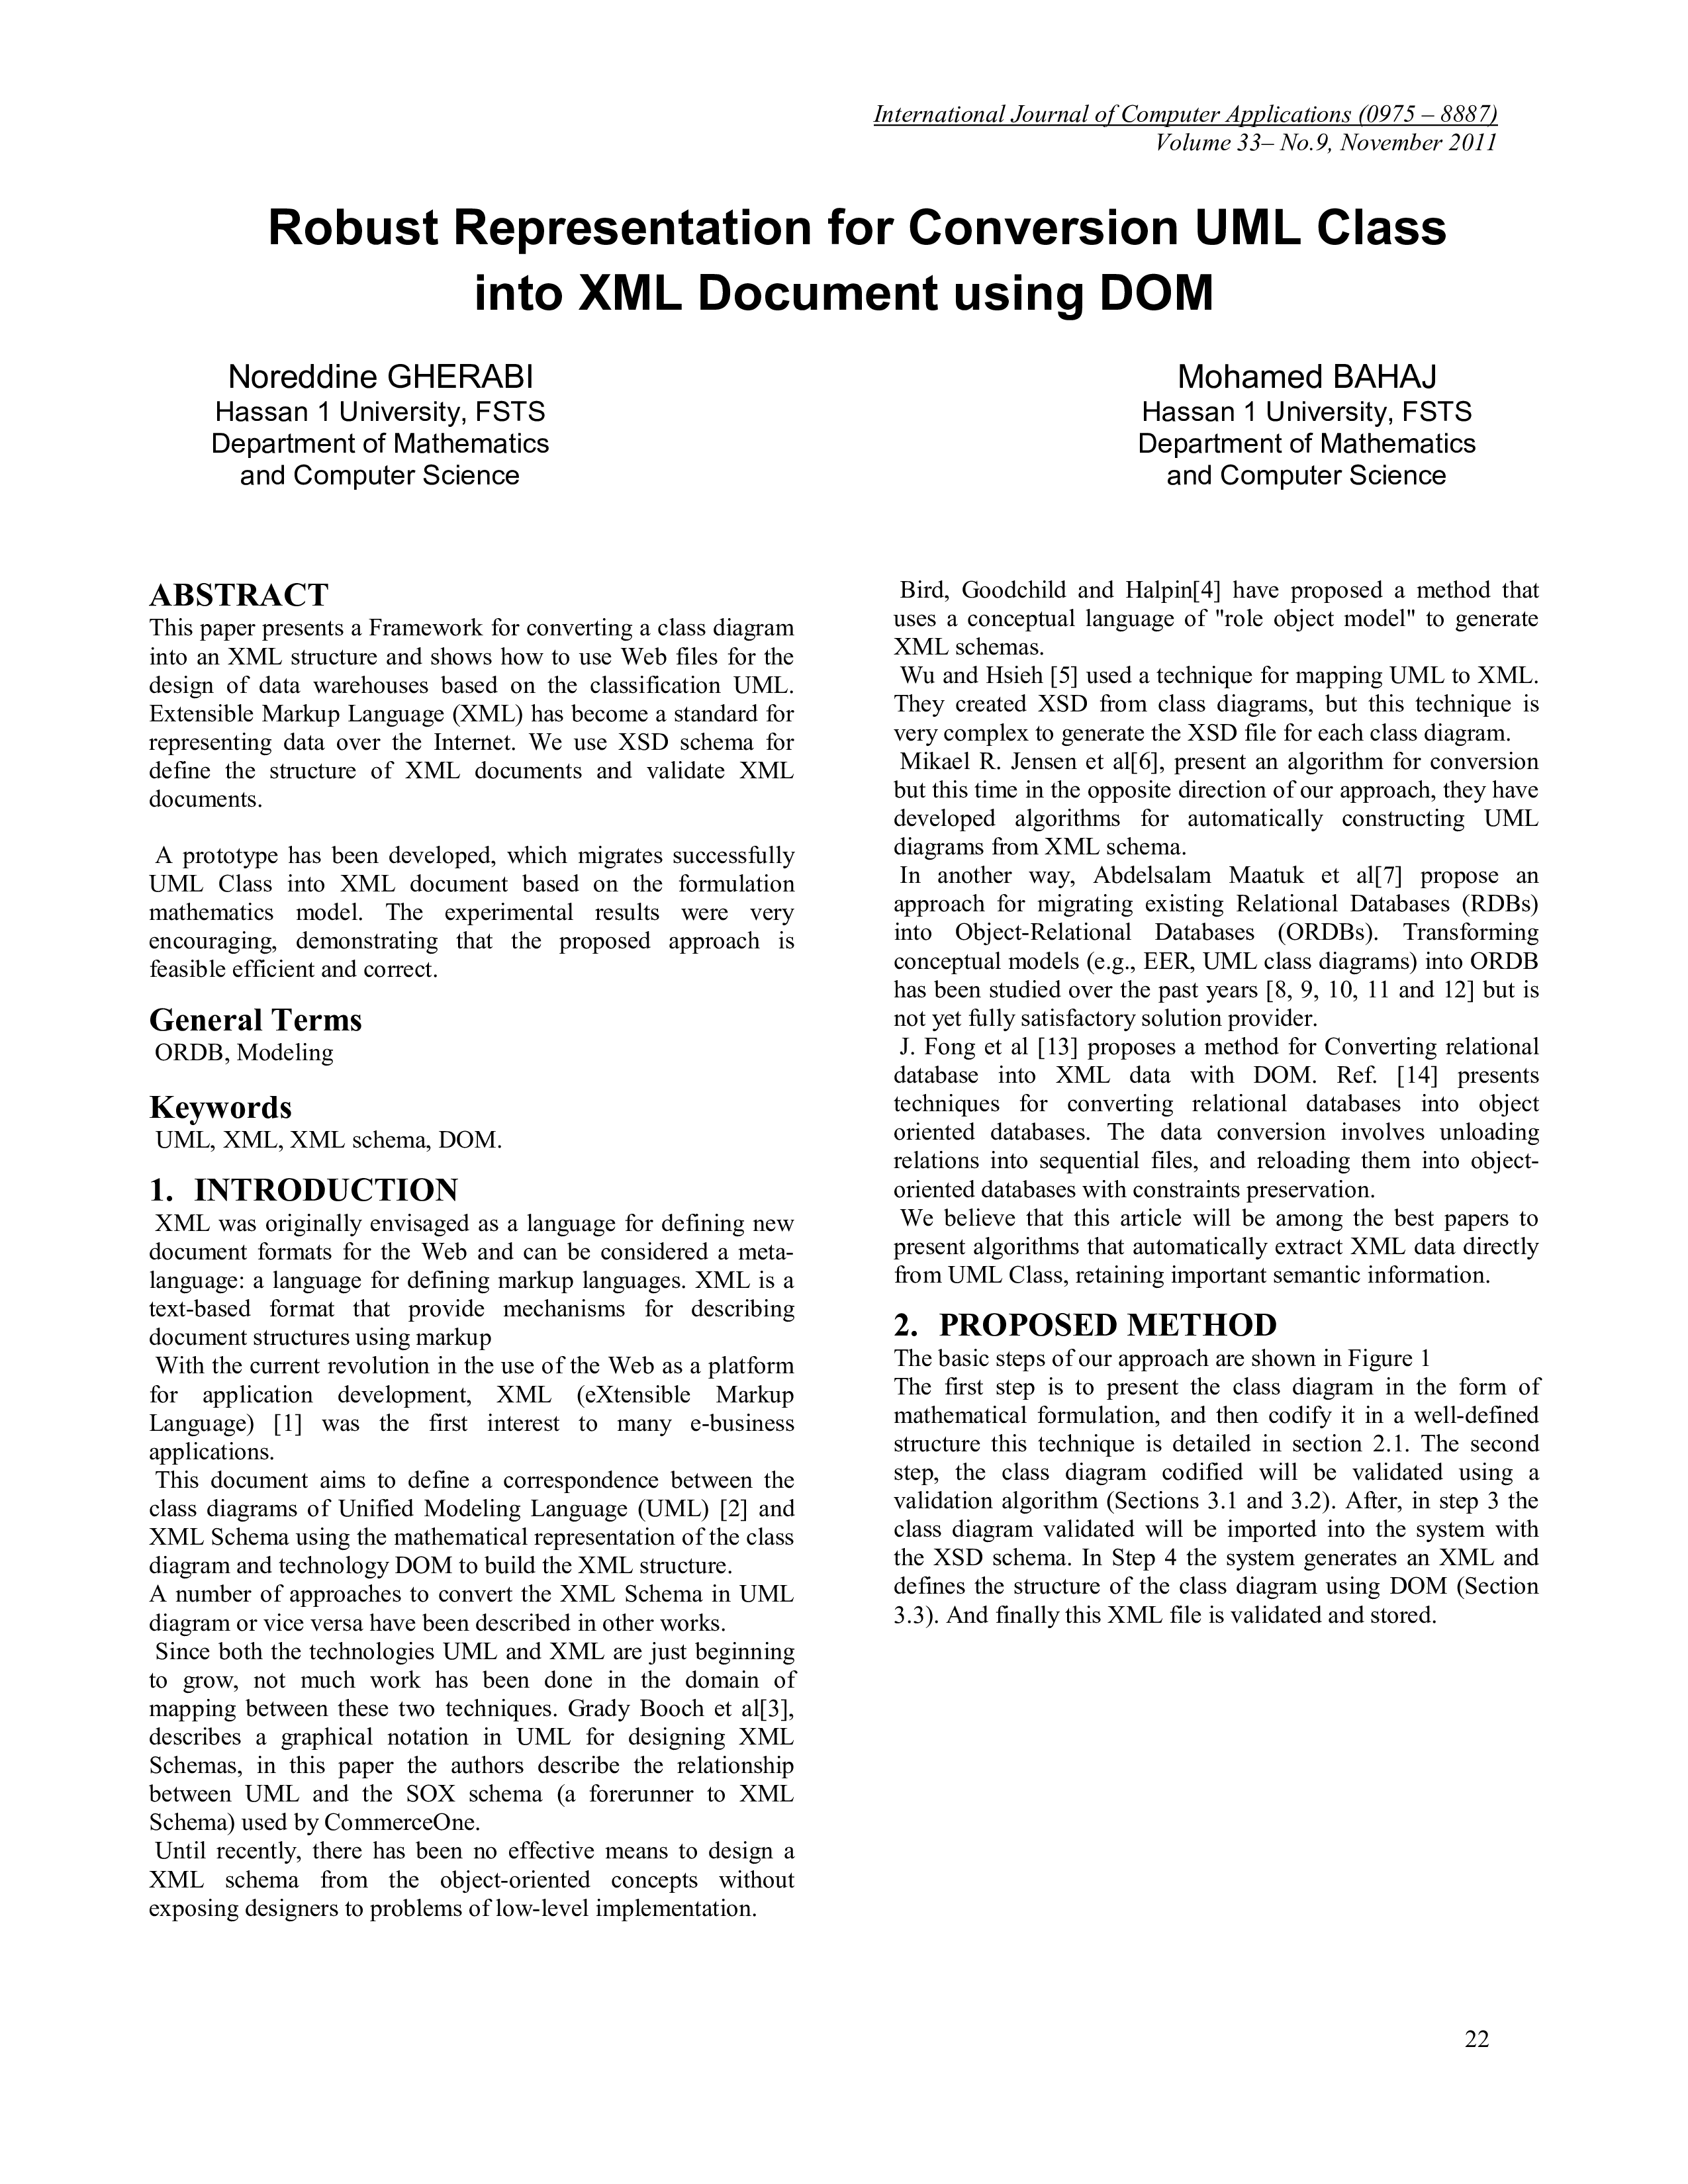 International Journal of Computer Applications (0975 – 8887)
Volume 33– No.9, November 2011
Robust Representation for Conversion UML Class
into XML Document using DOM
Noreddine GHERABI
Hassan 1 University, FSTS
Department of Mathematics
and Computer Science
Mohamed BAHAJ
Hassan 1 University, FSTS
Department of Mathematics
and Computer Science
ABSTRACT
This paper presents a Framework for converting a class diagram
into an XML structure and shows how to use Web files for the
design of data warehouses based on the classification UML.
Extensible Markup Language (XML) has become a standard for
representing data over the Internet. We use XSD schema for
define the structure of XML documents and validate XML
documents.
A prototype has been developed, which migrates successfully
UML Class into XML document based on the formulation
mathematics model. The experimental results were very
encouraging, demonstrating that the proposed approach is
feasible efficient and correct.
General Terms
ORDB, Modeling
Keywords
UML, XML, XML schema, DOM.
1. INTRODUCTION
XML was originally envisaged as a language for defining new
document formats for the Web and can be considered a meta-
language: a language for defining markup languages. XML is a
text-based format that provide mechanisms for describing
document structures using markup
With the current revolution in the use of the Web as a platform
for application development, XML (eXtensible Markup
Language) [1] was the first interest to many e-business
applications.
This document aims to define a correspondence between the
class diagrams of Unified Modeling Language (UML) [2] and
XML Schema using the mathematical representation of the class
diagram and technology DOM to build the XML structure.
A number of approaches to convert the XML Schema in UML
diagram or vice versa have been described in other works.
Since both the technologies UML and XML are just beginning
to grow, not much work has been done in the domain of
mapping between these two techniques. Grady Booch et al[3],
describes a graphical notation in UML for designing XML
Schemas, in this paper the authors describe the relationship
between UML and the SOX schema (a forerunner to XML
Schema) used by CommerceOne.
Until recently, there has been no effective means to design a
XML schema from the object-oriented concepts without
exposing designers to problems of low-level implementation.
Bird, Goodchild and Halpin[4] have proposed a method that
uses a conceptual language of "role object model" to generate
XML schemas.
Wu and Hsieh [5] used a technique for mapping UML to XML.
They created XSD from class diagrams, but this technique is
very complex to generate the XSD file for each class diagram.
Mikael R. Jensen et al[6], present an algorithm for conversion
but this time in the opposite direction of our approach, they have
developed algorithms for automatically constructing UML
diagrams from XML schema.
In another way, Abdelsalam Maatuk et al[7] propose an
approach for migrating existing Relational Databases (RDBs)
into Object-Relational Databases (ORDBs). Transforming
conceptual models (e.g., EER, UML class diagrams) into ORDB
has been studied over the past years [8, 9, 10, 11 and 12] but is
not yet fully satisfactory solution provider.
J. Fong et al [13] proposes a method for Converting relational
database into XML data with DOM. Ref. [14] presents
techniques for converting relational databases into object
oriented databases. The data conversion involves unloading
relations into sequential files, and reloading them into object-
oriented databases with constraints preservation.
We believe that this article will be among the best papers to
present algorithms that automatically extract XML data directly
from UML Class, retaining important semantic information.
2. PROPOSED METHOD
The basic steps of our approach are shown in Figure 1
The first step is to present the class diagram in the form of
mathematical formulation, and then codify it in a well-defined
structure this technique is detailed in section 2.1. The second
step, the class diagram codified will be validated using a
validation algorithm (Sections 3.1 and 3.2). After, in step 3 the
class diagram validated will be imported into the system with
the XSD schema. In Step 4 the system generates an XML and
defines the structure of the class diagram using DOM (Section
3.3). And finally this XML file is validated and stored.
22